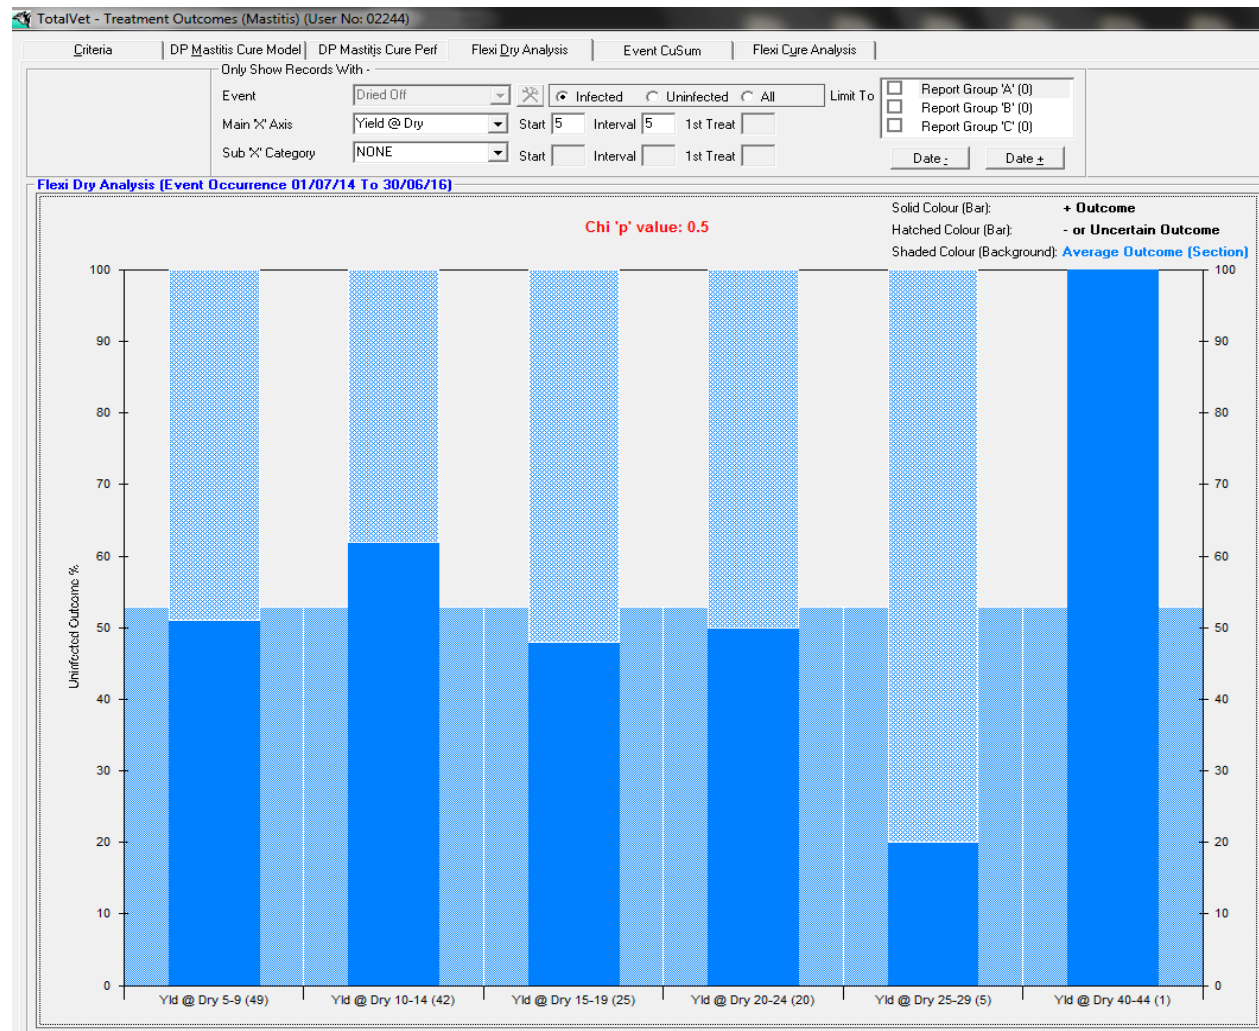 TotalVet - Treatment Outcomes (Mastitis) (User No: 02244)
Criteria DP Mastitis Cure Model DP Mastitis Cure Perf Flexi Dry Analysis Event CuSum Flexi Cure Analysis
Only Show Records With -
Event Dried Off Infected Uninfected All Limit To
Report Group 'A' (0)
Report Group 'B' (0)
Report Group 'C' (0)
Main 'X' Axis Yield @ Dry Start 5 Interval 5 1st Treat
Sub 'X' Category NONE Start Interval 1st Treat
Date - Date +
Flexi Dry Analysis (Event Occurrence 01/07/14 To 30/06/16)
Solid Colour (Bar): + Outcome
Hatched Colour (Bar): - or Uncertain Outcome
Shaded Colour (Background): Average Outcome (Section)
Chi 'p' value: 0.5
100 100
90 90
80 80
70 70
60 60
50 50
40 40
30 30
20 20
10 10
0 0
Uninfected Outcome %
Yld @ Dry 5-9 (49) Yld @ Dry 10-14 (42) Yld @ Dry 15-19 (25) Yld @ Dry 20-24 (20) Yld @ Dry 25-29 (5) Yld @ Dry 40-44 (1)